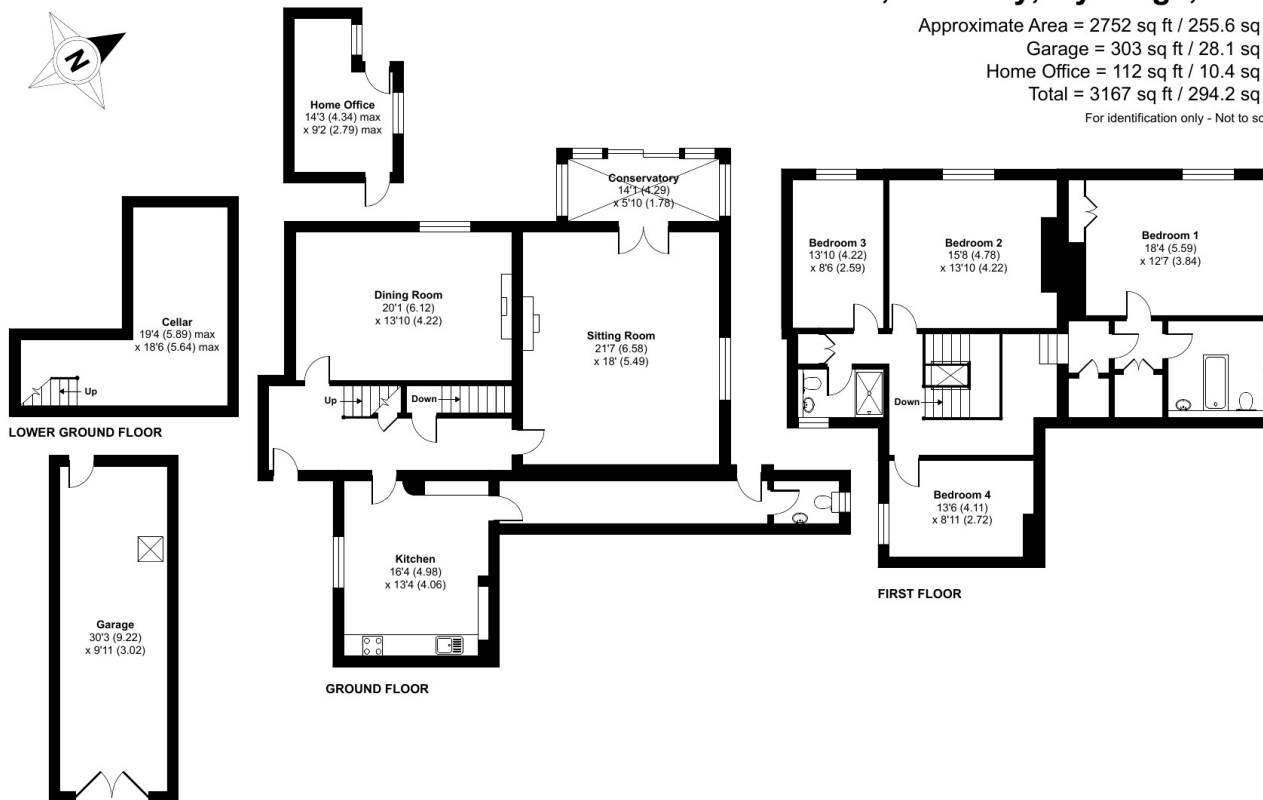 Approximate Area = 2752 sq ft / 255.6 sq
Garage = 303 sq ft / 28.1 sq
Home Office = 112 sq ft / 10.4 sq
Total = 3167 sq ft / 294.2 sq
For identification only - Not to sc
N
Home Office
14'3 (4.34) max
x 9'2 (2.79) max
Conservatory
14'1 (4.29)
x 5'10 (1.78)
Bedroom 3
13'10 (4.22)
x 8'6 (2.59)
Bedroom 2
15'8 (4.78)
x 13'10 (4.22)
Bedroom 1
18'4 (5.59)
x 12'7 (3.84)
Dining Room
20'1 (6.12)
x 13'10 (4.22)
Cellar
19'4 (5.89) max
x 18'6 (5.64) max
Sitting Room
21'7 (6.58)
x 18' (5.49)
Up
Up
Down
Down
LOWER GROUND FLOOR
Bedroom 4
13'6 (4.11)
x 8'11 (2.72)
Kitchen
16'4 (4.98)
x 13'4 (4.06)
FIRST FLOOR
Garage
30'3 (9.22)
x 9'11 (3.02)
GROUND FLOOR